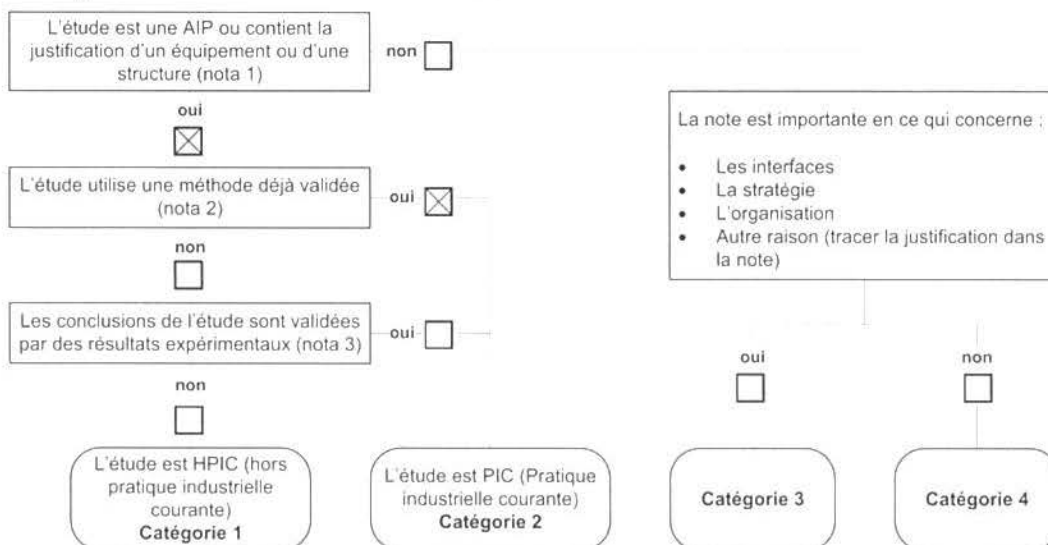 L'étude est une AIP ou contient la
justification d'un équipement ou d'une
structure (nota 1)
non
oui
L'étude utilise une méthode déjà validée
(nota 2)
oui
non
Les conclusions de l'étude sont validées
par des résultats expérimentaux (nota 3)
oui
non
L'étude est HPIC (hors
pratique industrielle
courante)
Catégorie 1
L'étude est PIC (Pratique
industrielle courante)
Catégorie 2
La note est importante en ce qui concerne :
• Les interfaces
• La stratégie
• L'organisation
• Autre raison (tracer la justification dans
la note)
oui
non
Catégorie 3
Catégorie 4